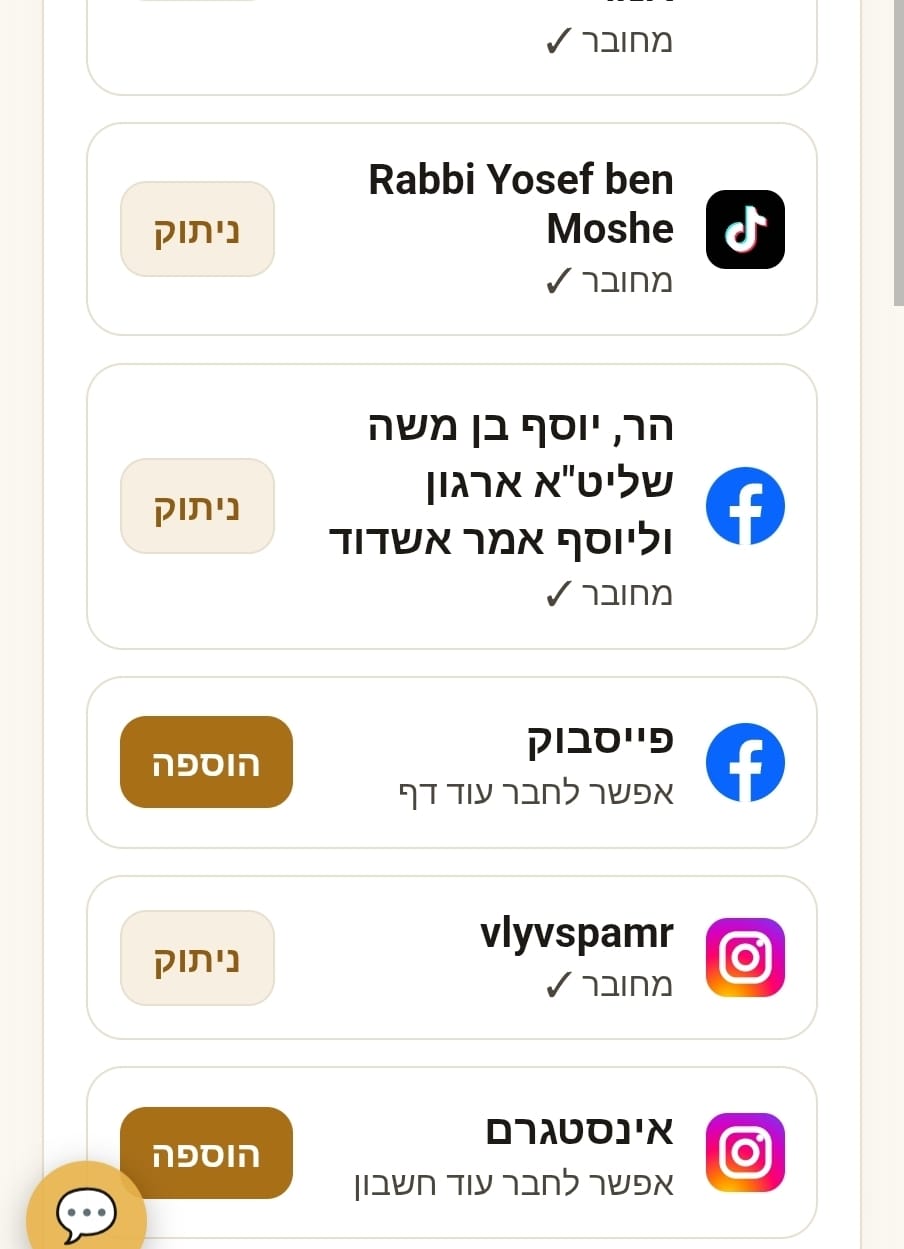 מחובר ✓
Rabbi Yosef ben
Moshe
מחובר ✓
ניתוק
הר, יוסף בן משה
שליט"א ארגון
וליוסף אמר אשדוד
מחובר ✓
ניתוק
פייסבוק
אפשר לחבר עוד דף
הוספה
vlyvspamr
מחובר ✓
ניתוק
אינסטגרם
אפשר לחבר עוד חשבון
הוספה